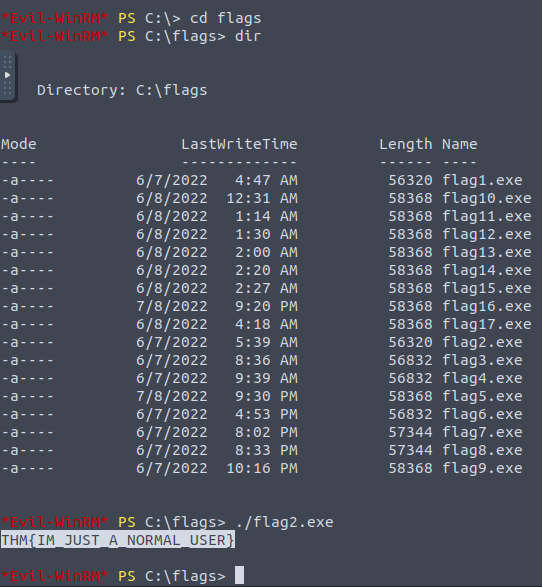 *Evil-WinRM* PS C:\> cd flags
*Evil-WinRM* PS C:\flags> dir
Directory: C:\flags
Mode LastWriteTime Length Name
---- ------------- ------ ----
-a---- 6/7/2022 4:47 AM 56320 flag1.exe
-a---- 6/8/2022 12:31 AM 58368 flag10.exe
-a---- 6/8/2022 1:14 AM 58368 flag11.exe
-a---- 6/8/2022 1:30 AM 58368 flag12.exe
-a---- 6/8/2022 2:00 AM 58368 flag13.exe
-a---- 6/8/2022 2:20 AM 58368 flag14.exe
-a---- 6/8/2022 2:27 AM 58368 flag15.exe
-a---- 7/8/2022 9:20 PM 58368 flag16.exe
-a---- 6/8/2022 4:18 AM 58368 flag17.exe
-a---- 6/7/2022 5:39 AM 56320 flag2.exe
-a---- 6/7/2022 8:36 AM 56832 flag3.exe
-a---- 6/7/2022 9:39 AM 56832 flag4.exe
-a---- 7/8/2022 9:30 PM 58368 flag5.exe
-a---- 6/7/2022 4:53 PM 56832 flag6.exe
-a---- 6/7/2022 8:02 PM 57344 flag7.exe
-a---- 6/7/2022 8:33 PM 57344 flag8.exe
-a---- 6/7/2022 10:16 PM 58368 flag9.exe
*Evil-WinRM* PS C:\flags> ./flag2.exe
THM{IM_JUST_A_NORMAL_USER}
*Evil-WinRM* PS C:\flags>